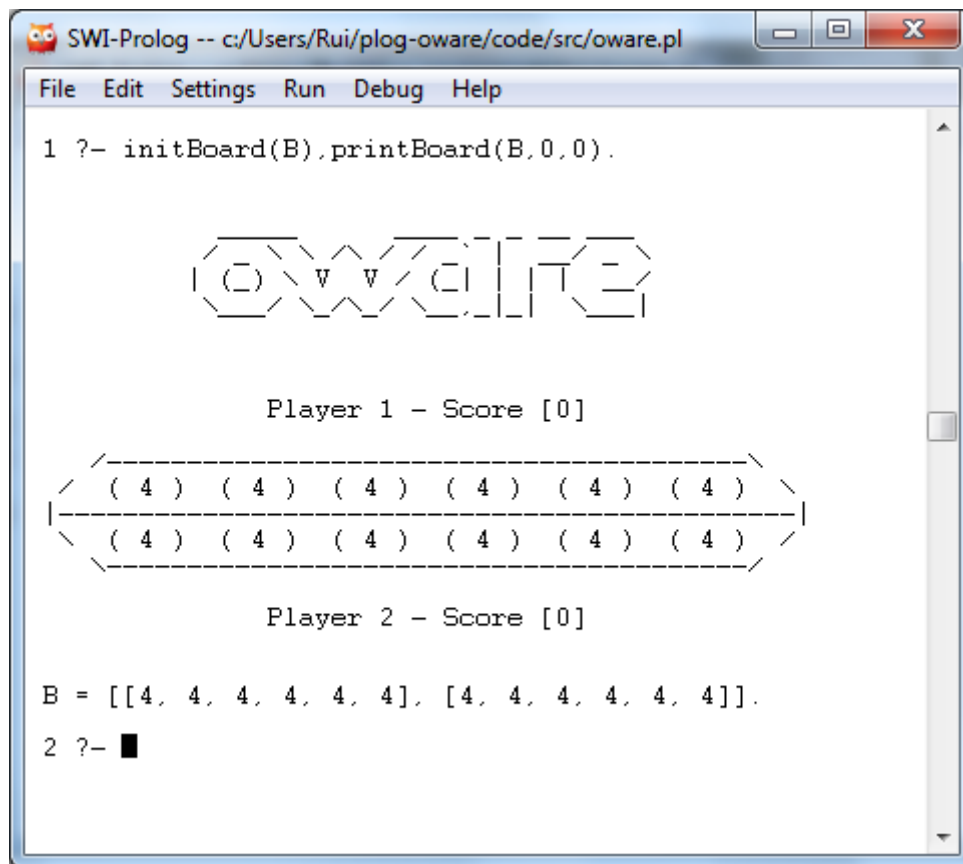 SWI-Prolog -- c:/Users/Rui/plog-oware/code/src/oware.pl
File Edit Settings Run Debug Help
1 ?- initBoard(B),printBoard(B,0,0).
oware
Player 1 - Score [0]
( 4 ) ( 4 ) ( 4 ) ( 4 ) ( 4 ) ( 4 )
( 4 ) ( 4 ) ( 4 ) ( 4 ) ( 4 ) ( 4 )
Player 2 - Score [0]
B = [[4, 4, 4, 4, 4, 4], [4, 4, 4, 4, 4, 4]].
2 ?-